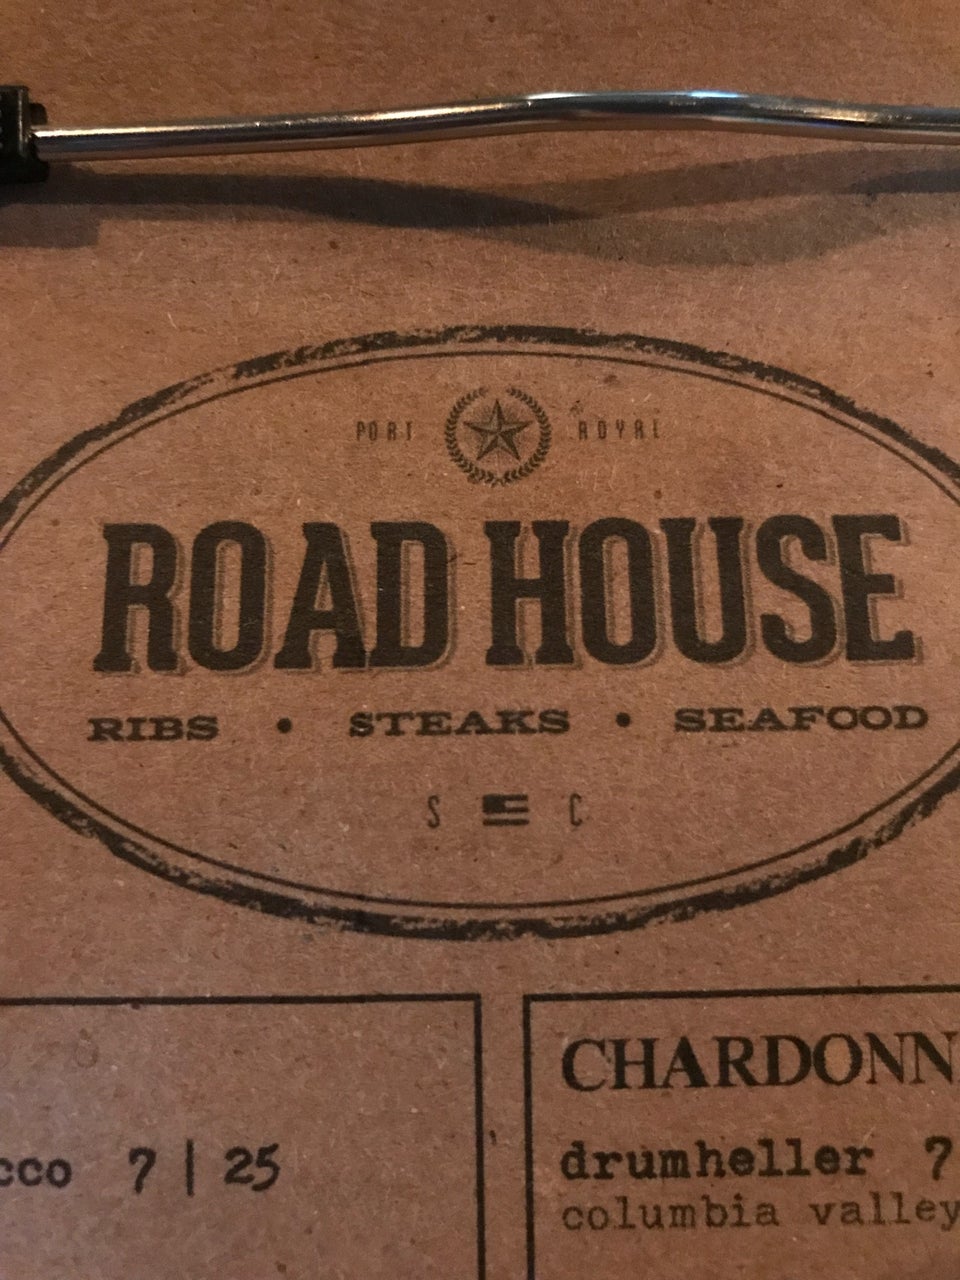 PORT ROYAL
ROAD HOUSE
RIBS • STEAKS • SEAFOOD
S C
cco 7 | 25
CHARDONN
drumheller 7
columbia valley